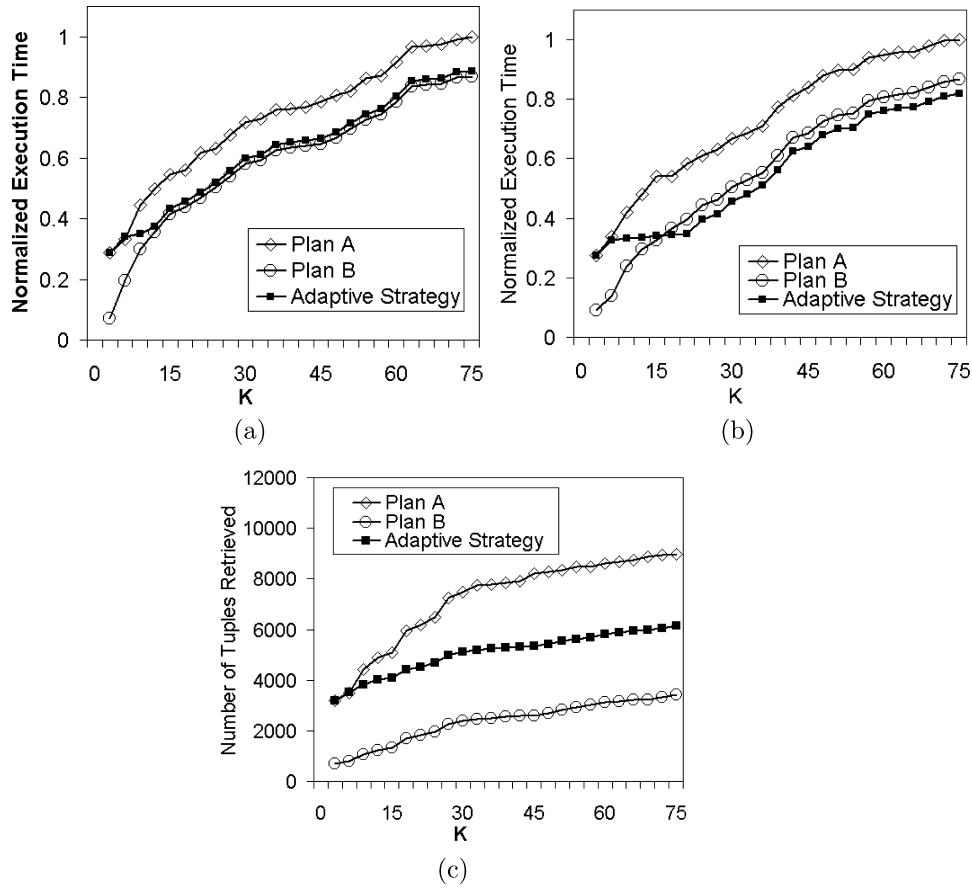 Normalized Execution Time
1
0.8
0.6
0.4
0.2
0
Plan A
Plan B
Adaptive Strategy
0 15 30 45 60 75
K
(a)
Normalized Execution Time
1
0.8
0.6
0.4
0.2
0
Plan A
Plan B
Adaptive Strategy
0 15 30 45 60 75
K
(b)
Number of Tuples Retrieved
12000
10000
8000
6000
4000
2000
0
Plan A
Plan B
Adaptive Strategy
0 15 30 45 60 75
K
(c)